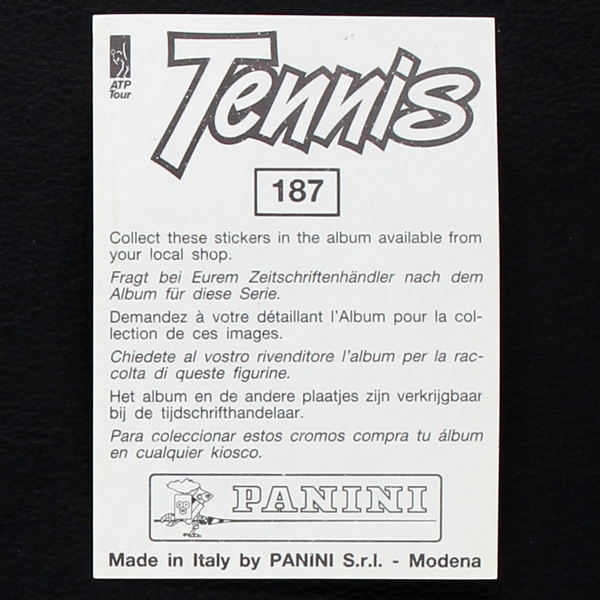 ATP
Tour
Tennis
187
Collect these stickers in the album available from
your local shop.
Fragt bei Eurem Zeitschriftenhändler nach dem
Album für diese Serie.
Demandez à votre détaillant l'Album pour la col-
lection de ces images.
Chiedete al vostro rivenditore l'album per la rac-
colta di queste figurine.
Het album en de andere plaatjes zijn verkrijgbaar
bij de tijdschrifthandelaar.
Para coleccionar estos cromos compra tu álbum
en cualquier kiosco.
PANINI
Made in Italy by PANINI S.r.l. - Modena